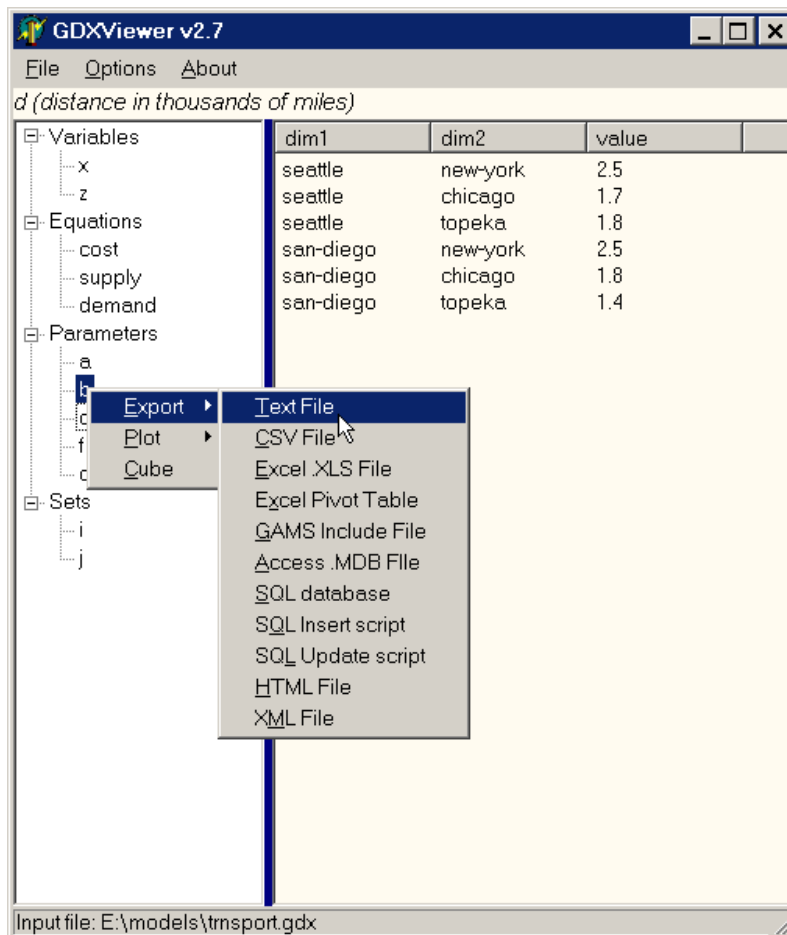 GDXViewer v2.7
File Options About
d (distance in thousands of miles)
Variables
x
z
Equations
cost
supply
demand
Parameters
a
b
f
Sets
i
j
dim1 dim2 value
seattle new-york 2.5
seattle chicago 1.7
seattle topeka 1.8
san-diego new-york 2.5
san-diego chicago 1.8
san-diego topeka 1.4
Export
Plot
Cube
Text File
CSV File
Excel .XLS File
Excel Pivot Table
GAMS Include File
Access .MDB FIle
SQL database
SQL Insert script
SQL Update script
HTML File
XML File
Input file: E:\models\trnsport.gdx